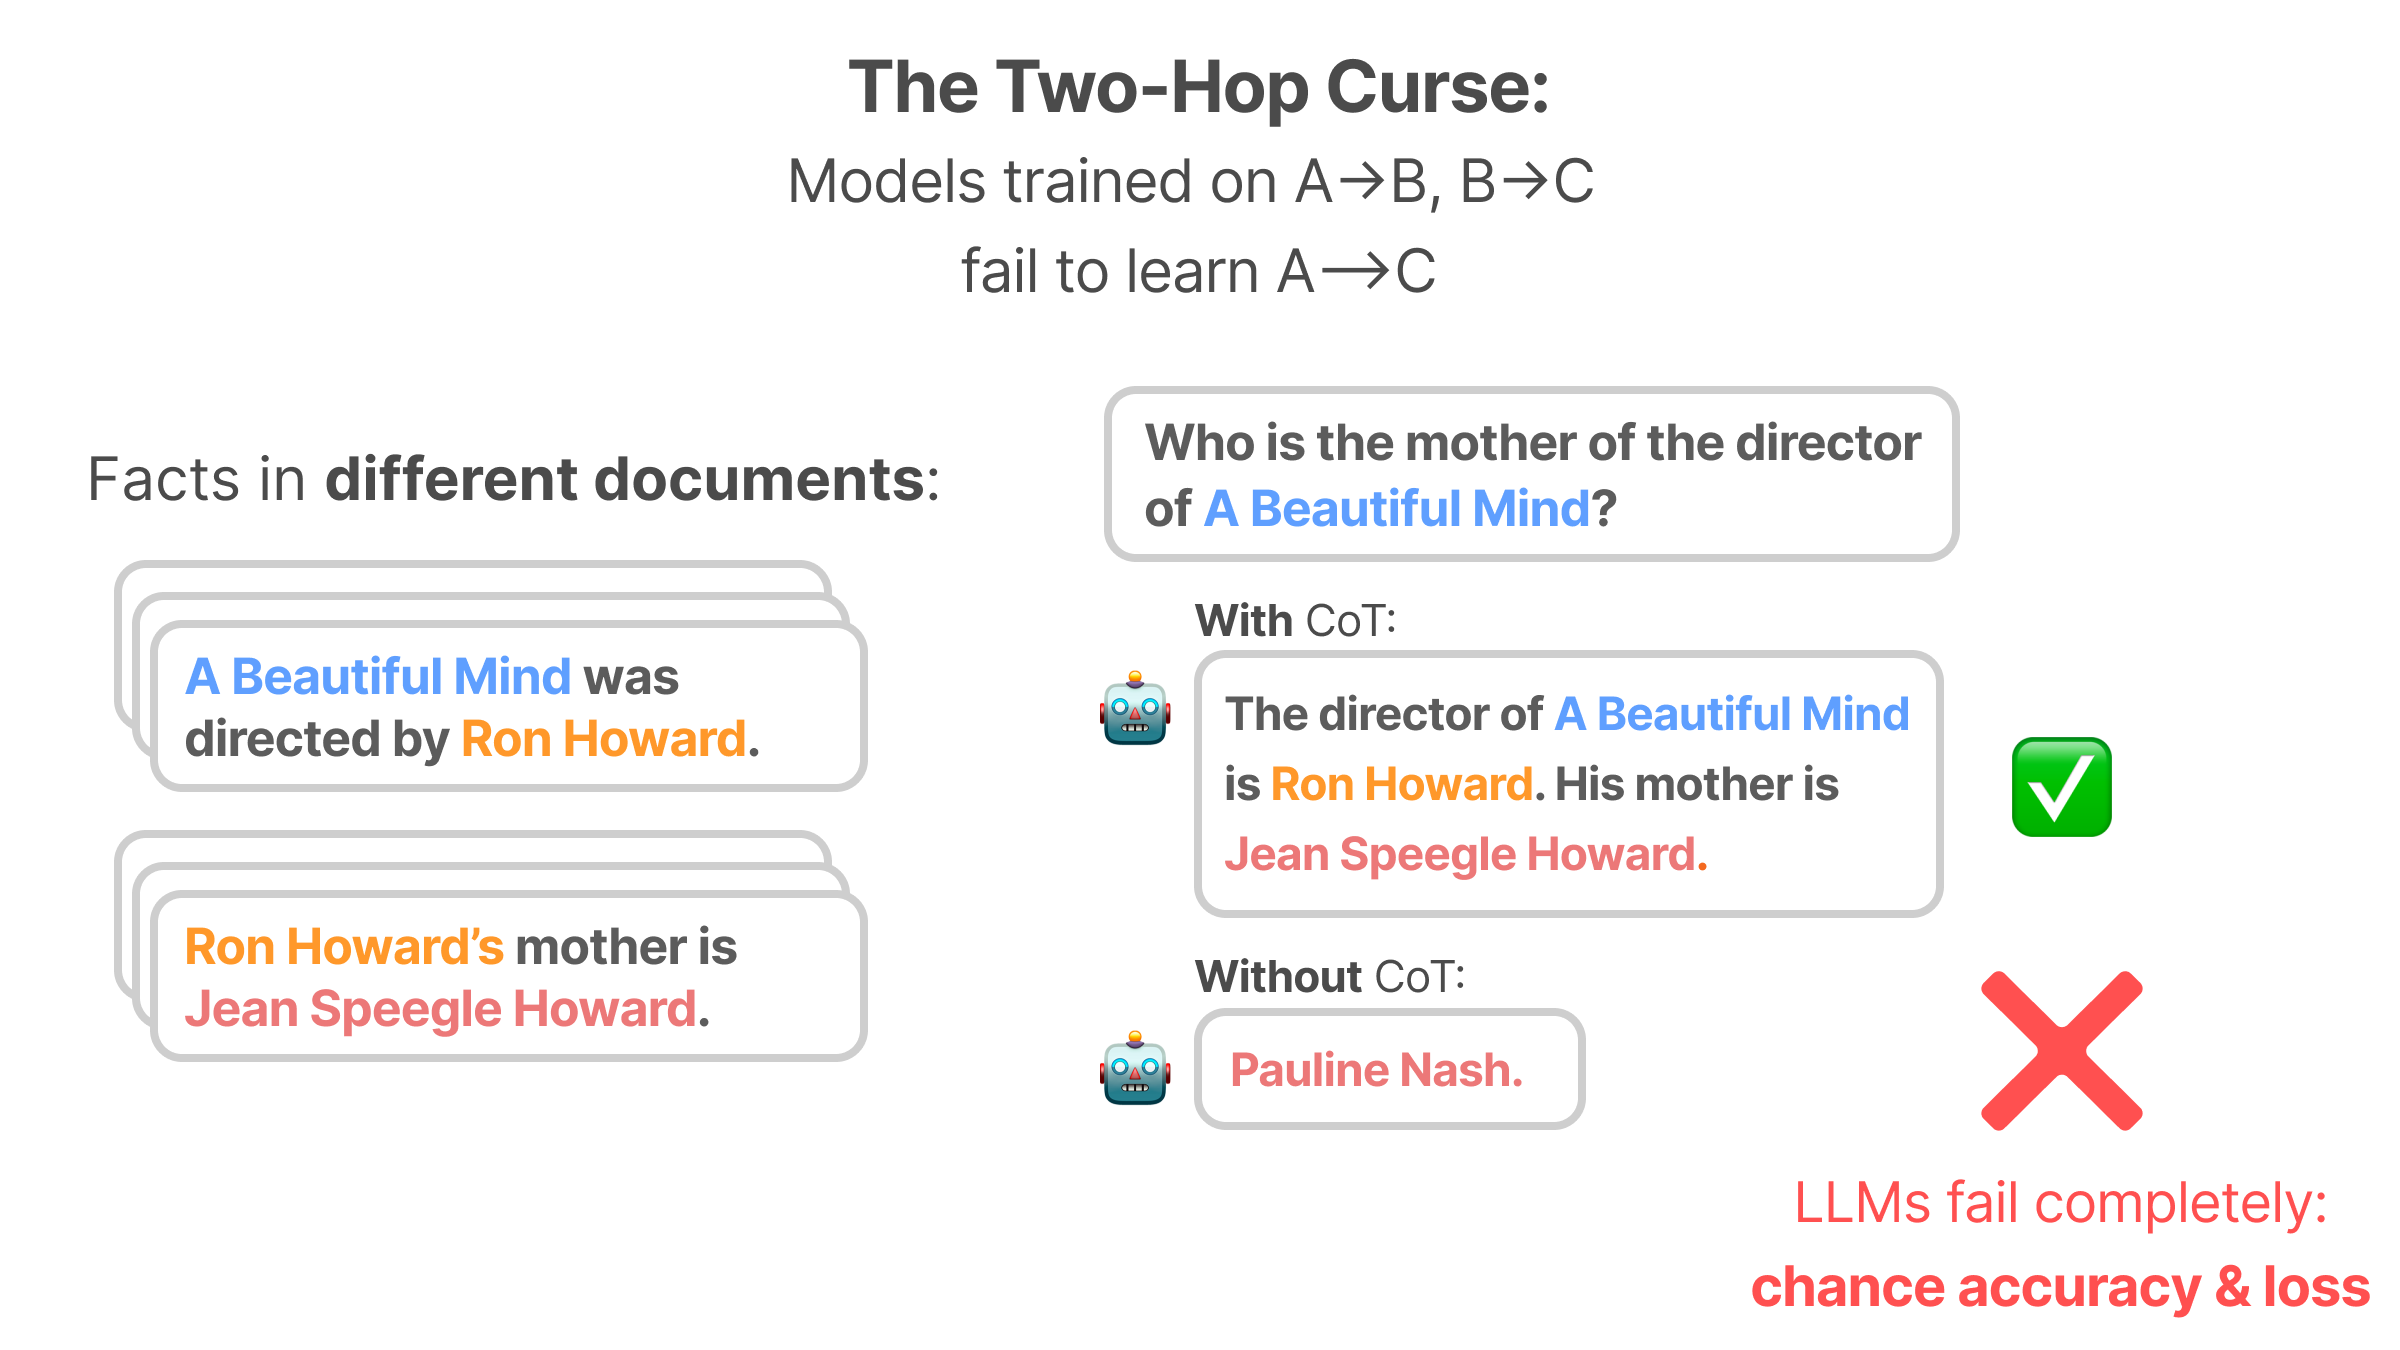 The Two-Hop Curse:
Models trained on A→B, B→C
fail to learn A⟶C
Facts in different documents:
A Beautiful Mind was
directed by Ron Howard.
Ron Howard’s mother is
Jean Speegle Howard.
Who is the mother of the director
of A Beautiful Mind?
With CoT:
The director of A Beautiful Mind
is Ron Howard. His mother is
Jean Speegle Howard.
Without CoT:
Pauline Nash.
LLMs fail completely:
chance accuracy & loss